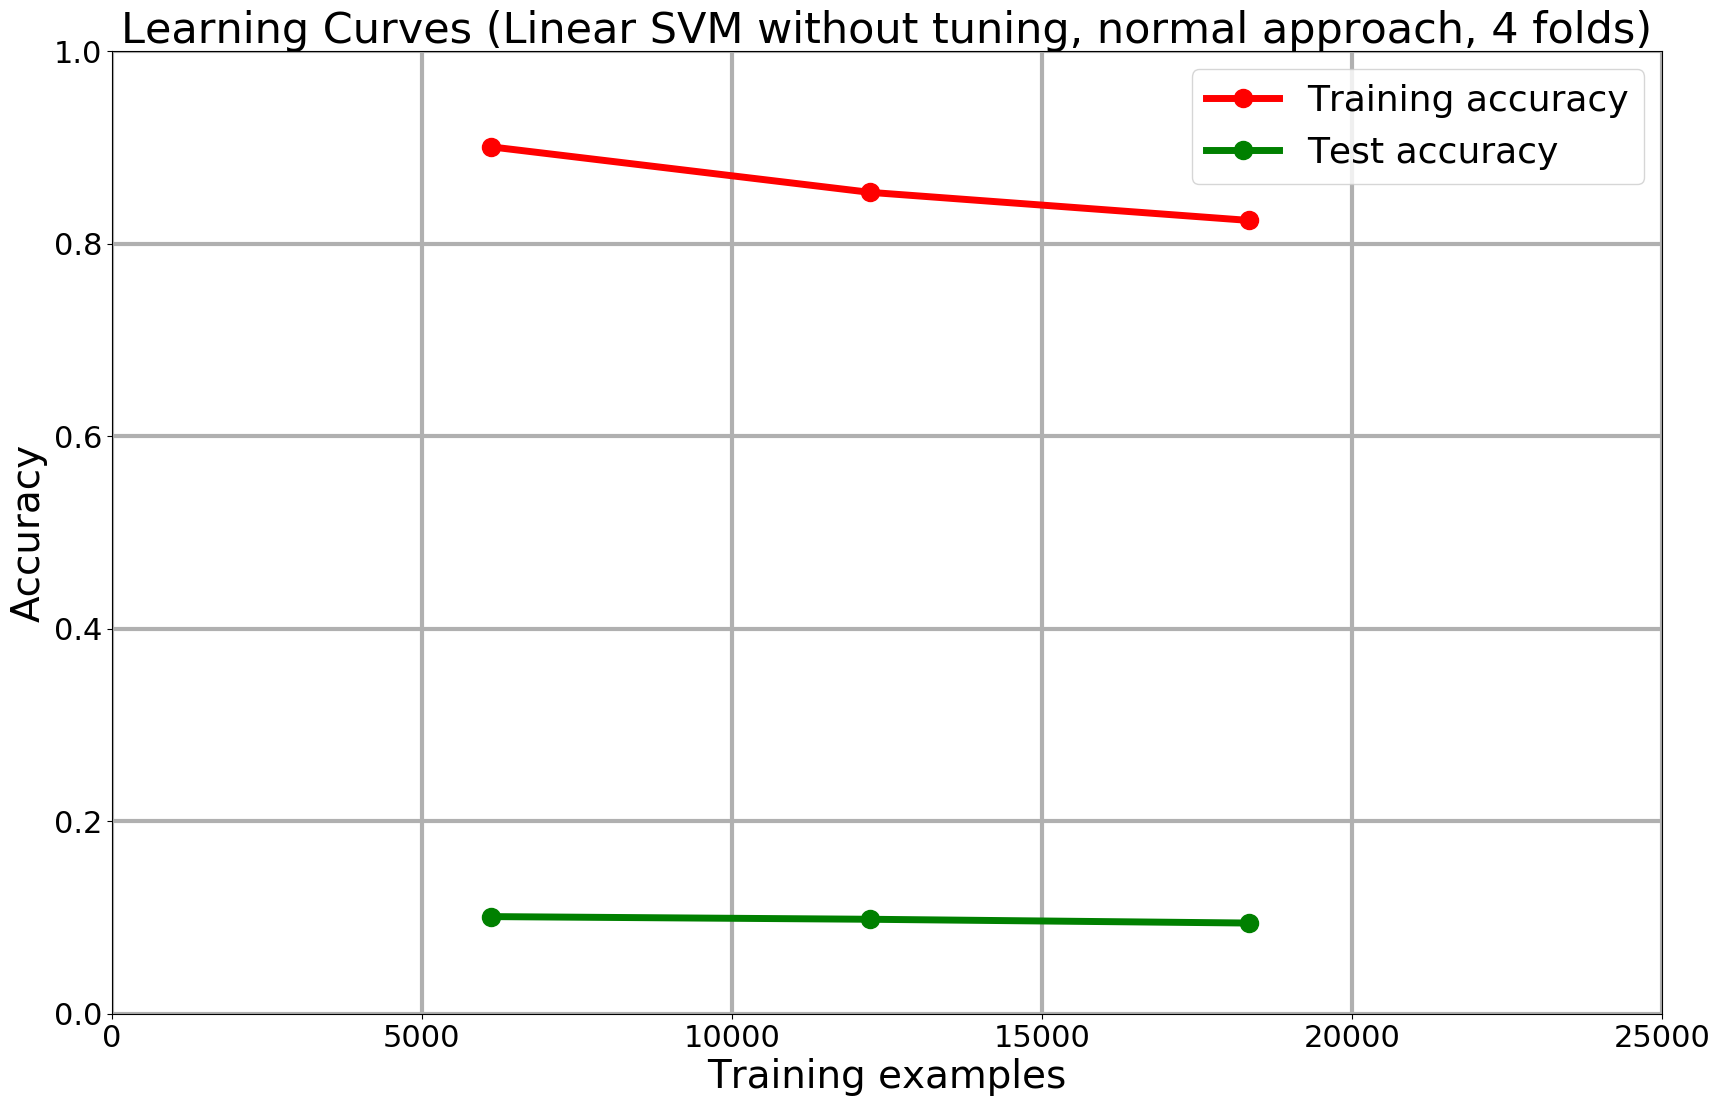 Learning Curves (Linear SVM without tuning, normal approach, 4 folds)
1.0
0.8
0.6
0.4
0.2
0.0
Accuracy
Training accuracy
Test accuracy
0 5000 10000 15000 20000 25000
Training examples